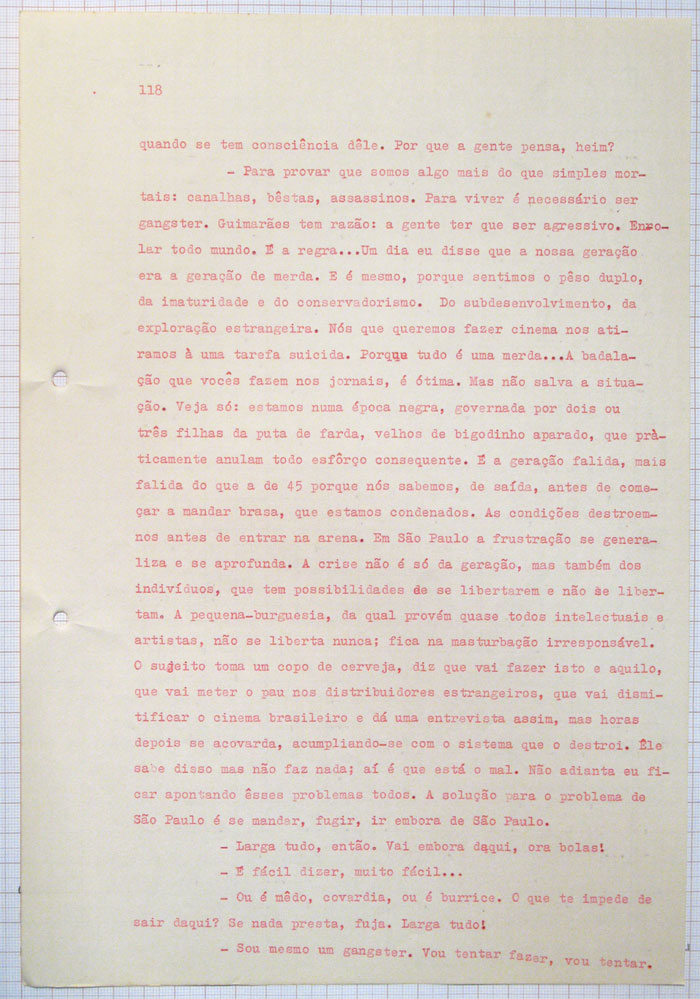 118
quando se tem consciência dêle. Por que a gente pensa, heim?
- Para provar que somos algo mais do que simples mor-
tais: canalhas, bêstas, assassinos. Para viver é necessário ser
gangster. Guimarães tem razão: a gente ter que ser agressivo. Enro-
lar todo mundo. É a regra...Um dia eu disse que a nossa geração
era a geração de merda. E é mesmo, porque sentimos o pêso duplo,
da imaturidade e do conservadorismo. Do subdesenvolvimento, da
exploração estrangeira. Nós que queremos fazer cinema nos ati-
ramos à uma tarefa suicida. Porque tudo é uma merda...A badala-
ção que vocês fazem nos jornais, é ótima. Mas não salva a situa-
ção. Veja só: estamos numa época negra, governada por dois ou
três filhas da puta de farda, velhos de bigodinho aparado, que prà-
ticamente anulam todo esfôrço consequente. É a geração falida, mais
falida do que a de 45 porque nós sabemos, de saída, antes de come-
çar a mandar brasa, que estamos condenados. As condições destroem-
nos antes de entrar na arena. Em São Paulo a frustração se genera-
liza e se aprofunda. A crise não é só da geração, mas também dos
indivíduos, que tem possibilidades de se libertarem e não se liber-
tam. A pequena-burguesia, da qual provém quase todos intelectuais e
artistas, não se liberta nunca; fica na masturbação irresponsável.
O sujeito toma um copo de cerveja, diz que vai fazer isto e aquilo,
que vai meter o pau nos distribuidores estrangeiros, que vai dismi-
tificar o cinema brasileiro e dá uma entrevista assim, mas horas
depois se acovarda, acumpliando-se com o sistema que o destroi. Êle
sabe disso mas não faz nada; aí é que está o mal. Não adianta eu fi-
car apontando êsses problemas todos. A solução para o problema de
São Paulo é se mandar, fugir, ir embora de São Paulo.
- Larga tudo, então. Vai embora daqui, ora bolas!
- É fácil dizer, muito fácil...
- Ou é mêdo, covardia, ou é burrice. O que te impede de
sair daqui? Se nada presta, fuja. Larga tudo!
- Sou mesmo um gangster. Vou tentar fazer, vou tentar.